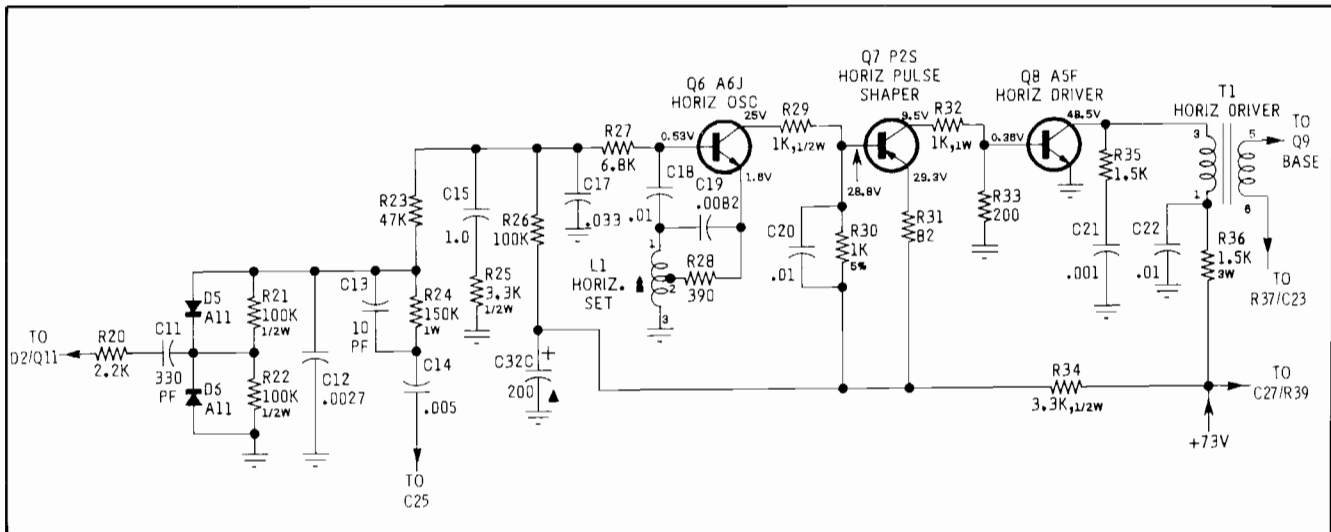 Q6 A6J
HORIZ OSC
Q7 P2S
HORIZ PULSE
SHAPER
Q8 A5F
HORIZ DRIVER
T1
HORIZ DRIVER
25V
R29
1K,1/2W
9.5V
R32
1K,1W
48.5V
3
5
TO
Q9
BASE
0.53V
R27
6.8K
1.8V
28.8V
29.3V
0.38V
R35
1.5K
1
6
R23
47K
C15
1.0
R26
100K
C17
.033
C18
.01
C19
.0082
C20
.01
R30
1K
5%
R31
82
R33
200
C21
.001
C22
.01
R36
1.5K
3W
TO
R37/C23
1
2
3
L1
HORIZ.
SET
R28
390
R25
3.3K
1/2W
D5
A11
R21
100K
1/2W
C13
10
PF
R24
150K
1W
TO
D2/Q11
R20
2.2K
C11
330
PF
D5
A11
R22
100K
1/2W
C12
.0027
C14
.005
C32C
200
+
R34
3.3K,1/2W
TO
C27/R39
+73V
TO
C25